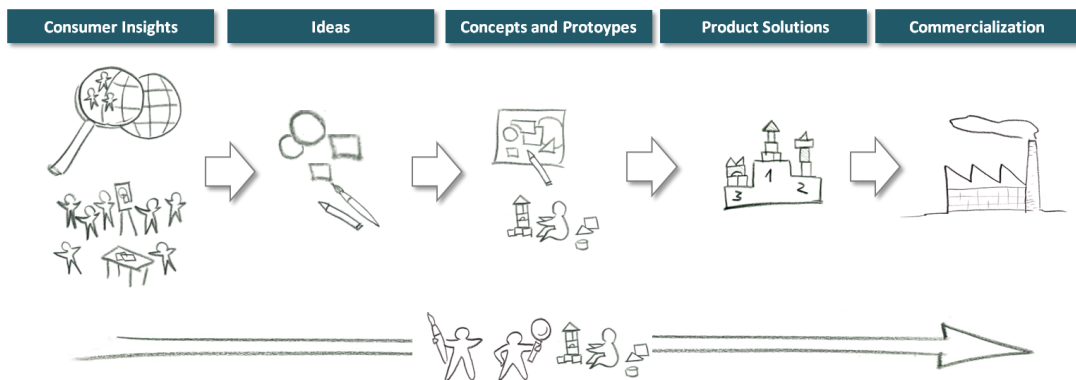 Consumer Insights
Ideas
Concepts and Protoypes
Product Solutions
Commercialization
1
2
3